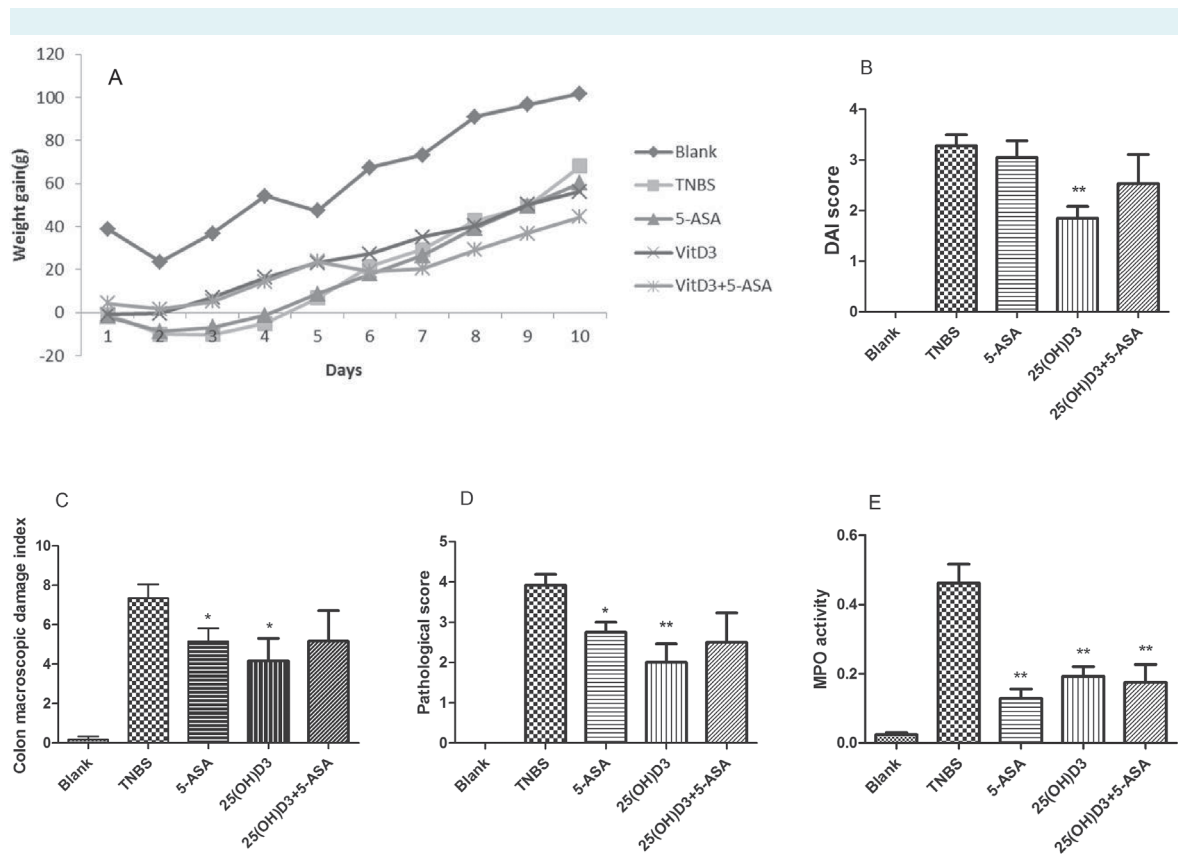 A
Weight gain(g)
120
100
80
60
40
20
0
-20
1 2 3 4 5 6 7 8 9 10
Days
Blank
TNBS
5-ASA
VitD3
VitD3+5-ASA
B
DAI score
4
3
2
1
0
**
Blank
TNBS
5-ASA
25(OH)D3
25(OH)D3+5-ASA
C
Colon macroscopic damage index
10
8
6
4
2
0
*
*
Blank
TNBS
5-ASA
25(OH)D3
25(OH)D3+5-ASA
D
Pathological score
5
4
3
2
1
0
*
**
Blank
TNBS
5-ASA
25(OH)D3
25(OH)D3+5-ASA
E
MPO activity
0.6
0.4
0.2
0.0
**
**
**
Blank
TNBS
5-ASA
25(OH)D3
25(OH)D3+5-ASA